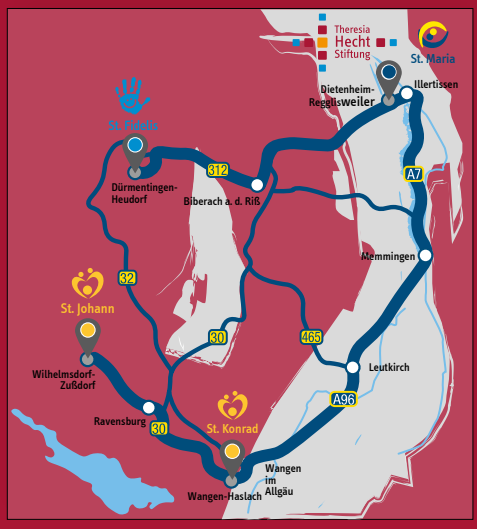 Theresia
Hecht
Stiftung
St. Maria
Illertissen
Dietenheim-
Regglisweiler
St. Fidelis
312
A7
Dürmentingen-
Heudorf
Biberach a. d. Riß
Memmingen
32
St. Johann
30
465
Leutkirch
Wilhelmsdorf-
Zußdorf
A96
Ravensburg
30
St. Konrad
Wangen
im
Allgäu
Wangen-Haslach